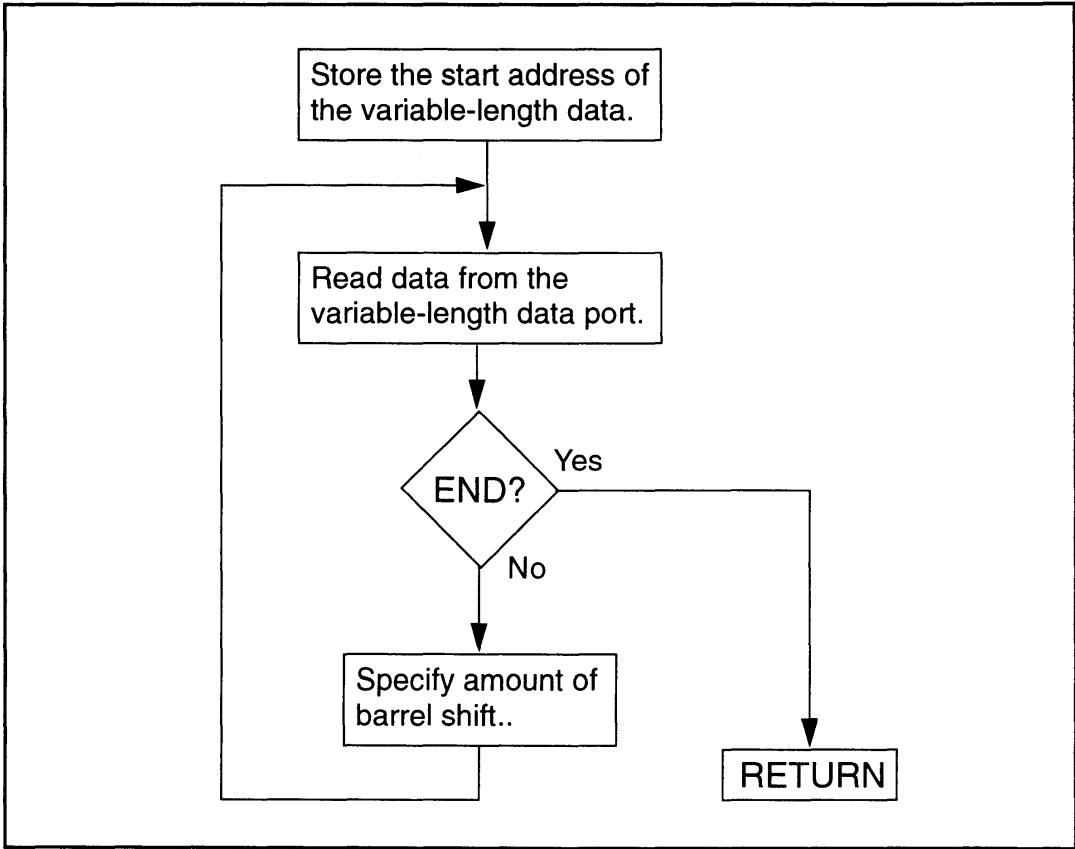 Store the start address of
the variable-length data.
Read data from the
variable-length data port.
END?
Yes
No
Specify amount of
barrel shift..
RETURN